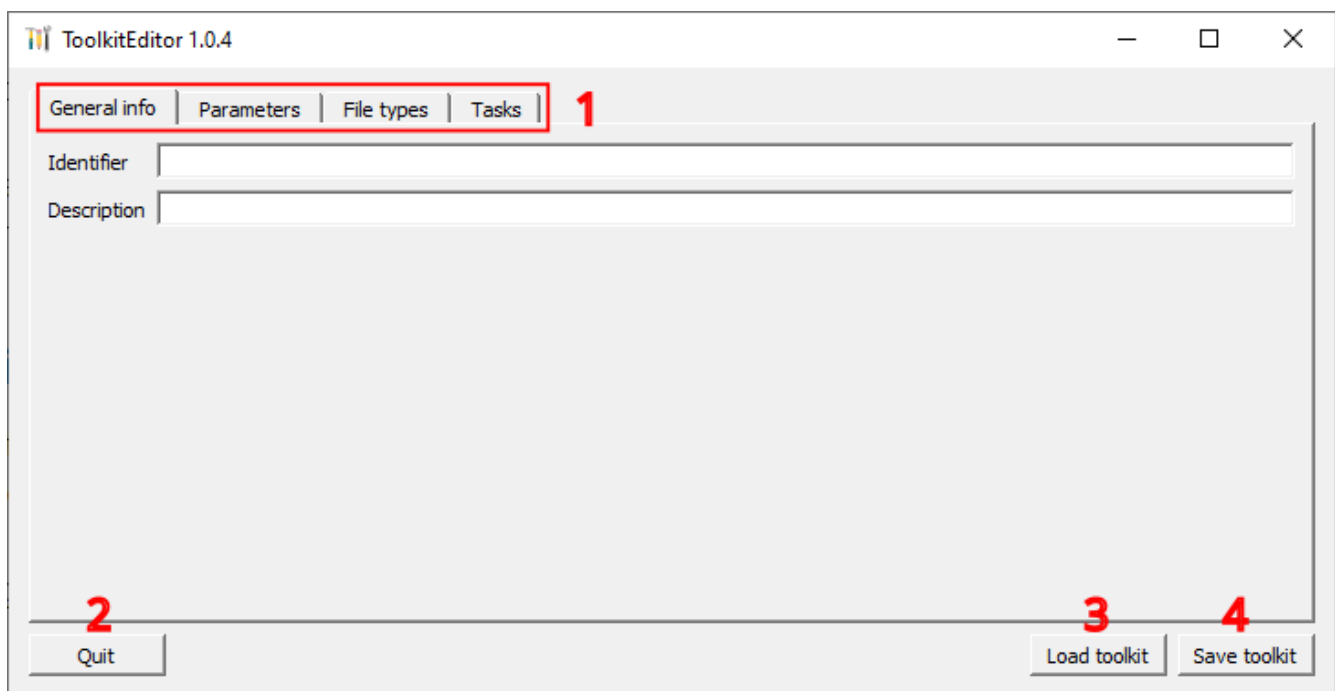 ToolkitEditor 1.0.4
General info Parameters File types Tasks 1
Identifier
Description
2 3 4
Quit Load toolkit Save toolkit